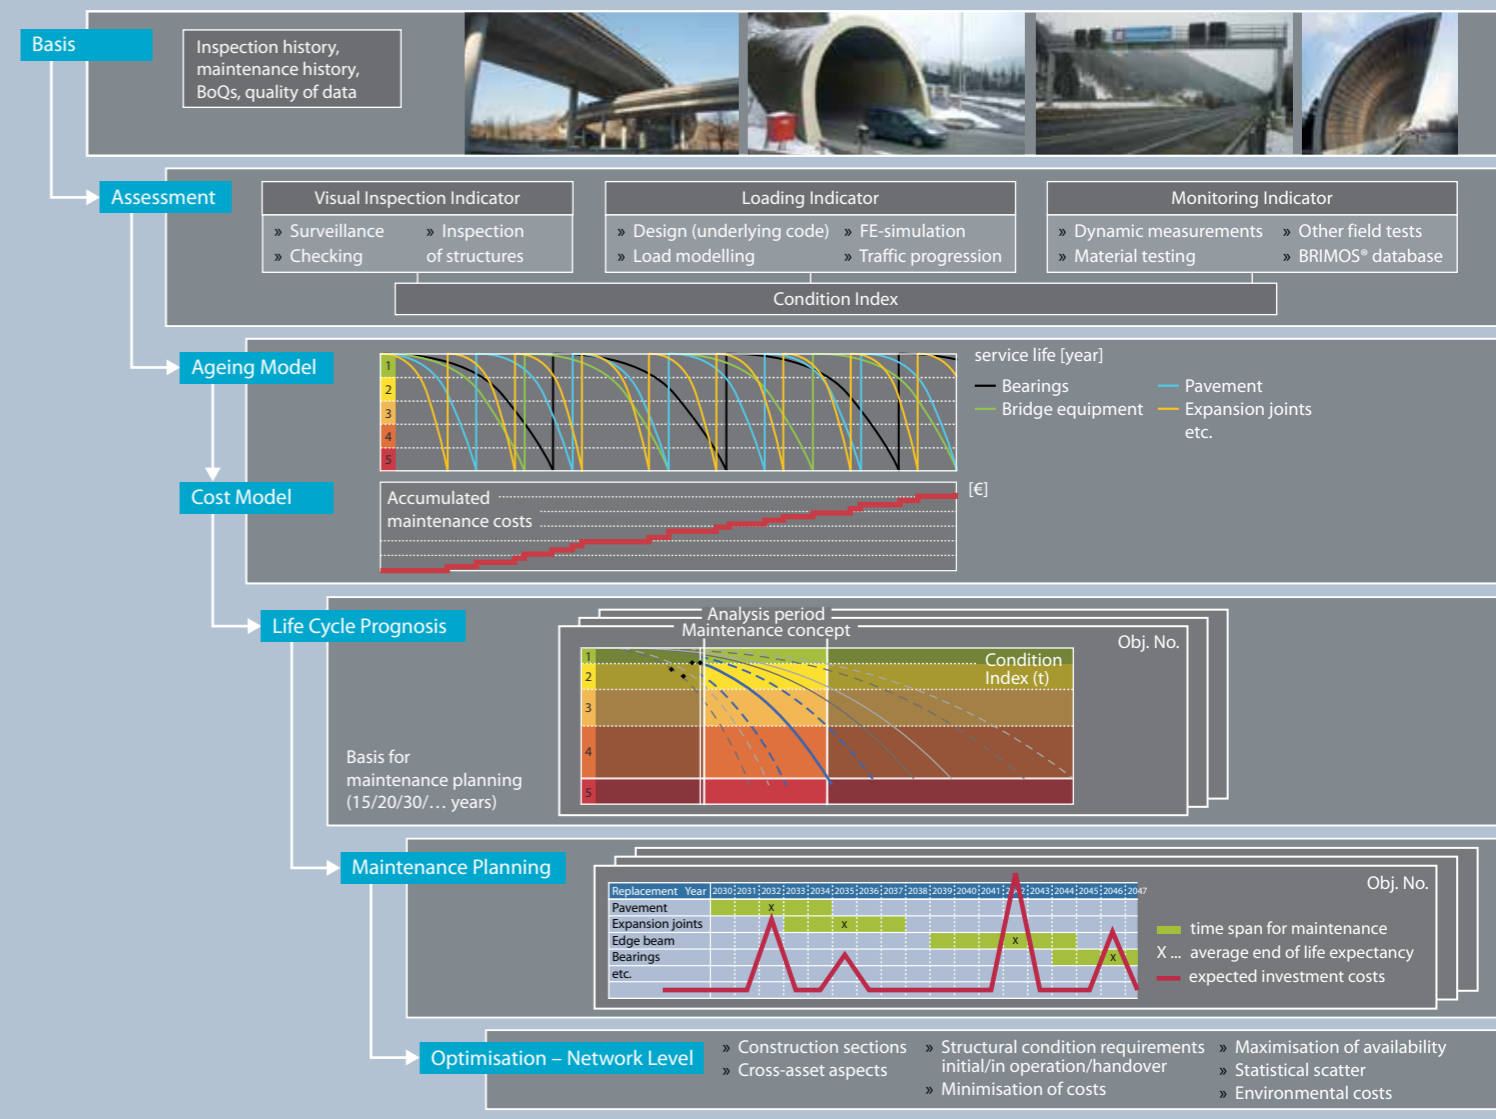 Basis
Inspection history,
maintenance history,
BoQs, quality of data
Assessment
Visual Inspection Indicator
» Surveillance
» Checking
» Inspection
of structures
Loading Indicator
» Design (underlying code)
» Load modelling
» FE-simulation
» Traffic progression
Monitoring Indicator
» Dynamic measurements
» Material testing
» Other field tests
» BRIMOS® database
Condition Index
Ageing Model
1
2
3
4
5
service life [year]
Bearings
Bridge equipment
Pavement
Expansion joints
etc.
Cost Model
Accumulated
maintenance costs
[€]
Life Cycle Prognosis
Analysis period
Maintenance concept
Obj. No.
Condition
Index (t)
1
2
3
4
5
Basis for
maintenance planning
(15/20/30/... years)
Maintenance Planning
Obj. No.
Replacement Year 2030 2031 2032 2033 2034 2035 2036 2037 2038 2039 2040 2041 2043 2044 2045 2046 2047
Pavement x
Expansion joints x
Edge beam x
Bearings x
etc.
time span for maintenance
X ... average end of life expectancy
expected investment costs
Optimisation – Network Level
» Construction sections
» Cross-asset aspects
» Structural condition requirements
initial/in operation/handover
» Minimisation of costs
» Maximisation of availability
» Statistical scatter
» Environmental costs